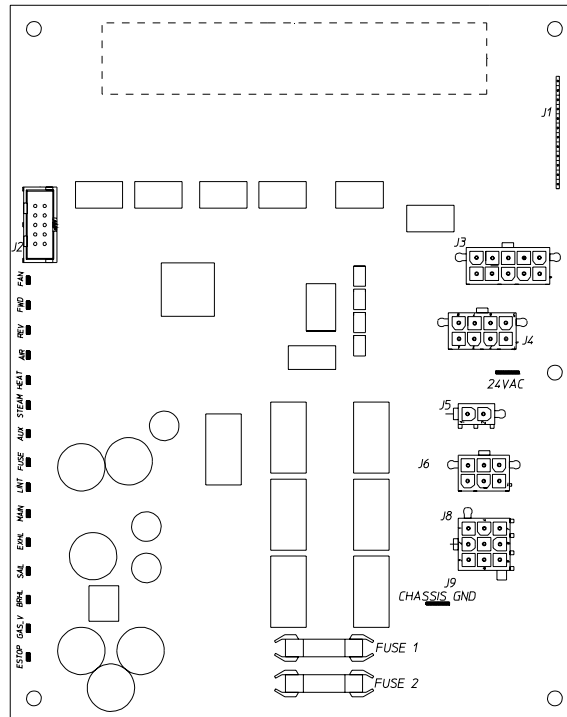 J1
J2
J3
FAN
FWD
REV
AIR
HEAT
STEAM
AUX
FUSE
LINT
MAIN
EXHL
SAIL
BRHL
GAS_V
ESTOP
J4
24VAC
J5
J6
J8
J9
CHASSIS GND
FUSE 1
FUSE 2